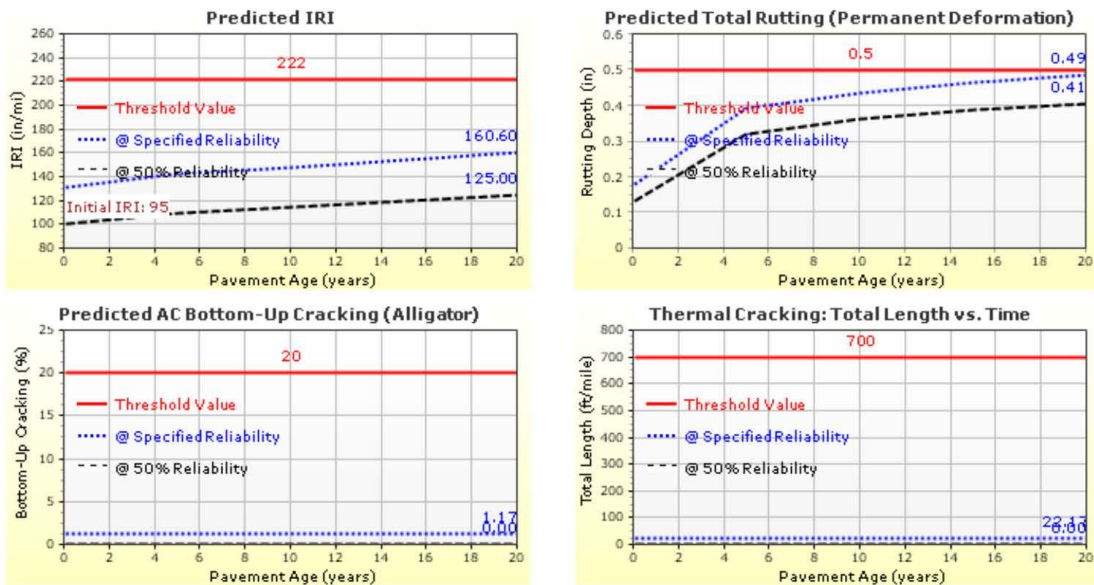 Predicted IRI
260
240
220
200
180
160
140
120
100
80
IRI (in/mi)
222
Threshold Value
@ Specified Reliability
@ 50% Reliability
160.60
125.00
Initial IRI: 95
0 2 4 6 8 10 12 14 16 18 20
Pavement Age (years)
Predicted Total Rutting (Permanent Deformation)
0.6
0.5
0.4
0.3
0.2
0.1
0
Rutting Depth (in)
0.5
0.49
0.41
Threshold Value
@ Specified Reliability
@ 50% Reliability
0 2 4 6 8 10 12 14 16 18 20
Pavement Age (years)
Predicted AC Bottom-Up Cracking (Alligator)
25
20
15
10
5
0
Bottom-Up Cracking (%)
20
Threshold Value
@ Specified Reliability
@ 50% Reliability
1.17
0.00
0 2 4 6 8 10 12 14 16 18 20
Pavement Age (years)
Thermal Cracking: Total Length vs. Time
800
700
600
500
400
300
200
100
0
Total Length (ft/mile)
700
Threshold Value
@ Specified Reliability
@ 50% Reliability
22.13
0.00
0 2 4 6 8 10 12 14 16 18 20
Pavement Age (years)